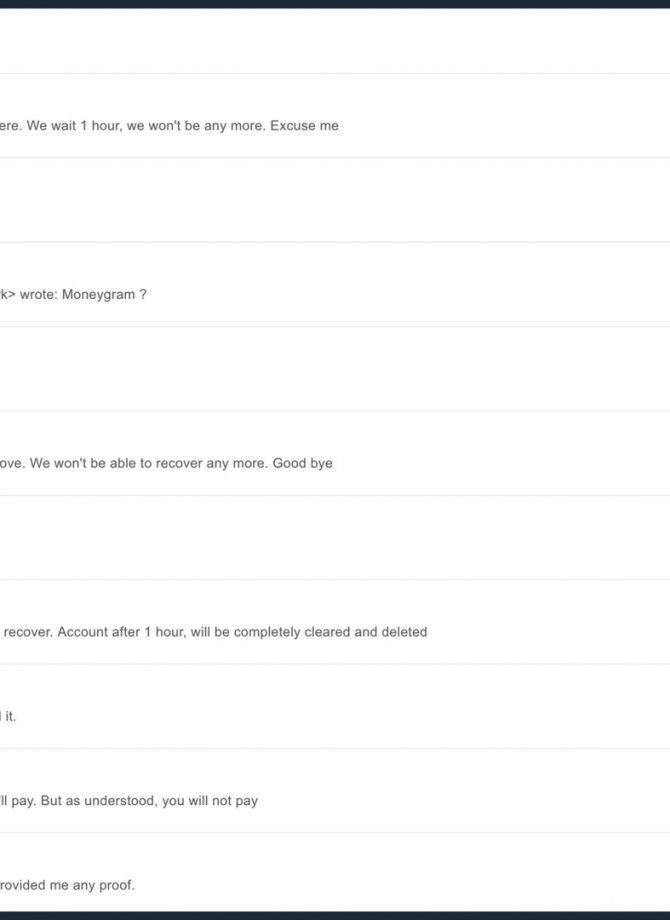 ere. We wait 1 hour, we won't be any more. Excuse me
k> wrote: Moneygram ?
ove. We won't be able to recover any more. Good bye
recover. Account after 1 hour, will be completely cleared and deleted
it.
'll pay. But as understood, you will not pay
rovided me any proof.